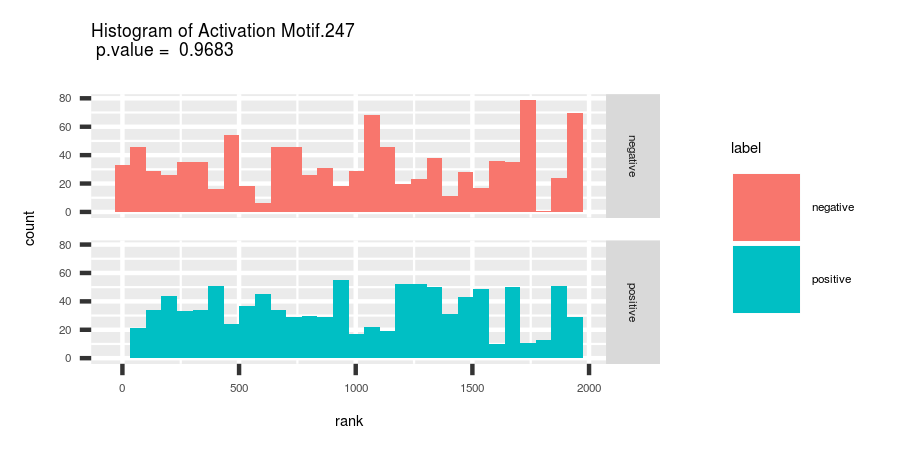 Histogram of Activation Motif.247
p.value = 0.9683
80
60
40
20
0
negative
80
60
40
20
0
positive
0 500 1000 1500 2000
rank
count
label
negative
positive